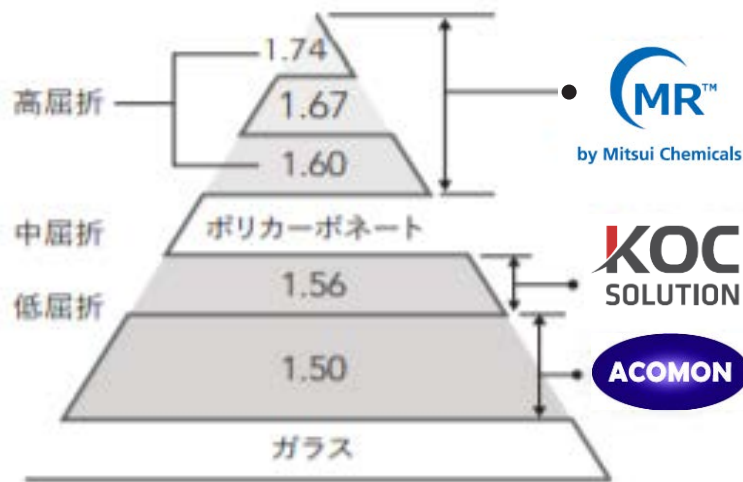 1.74
高屈折
1.67
1.60
MR™
by Mitsui Chemicals
中屈折
ポリカーボネート
KOC
SOLUTION
1.56
低屈折
1.50
ACOMON
ガラス